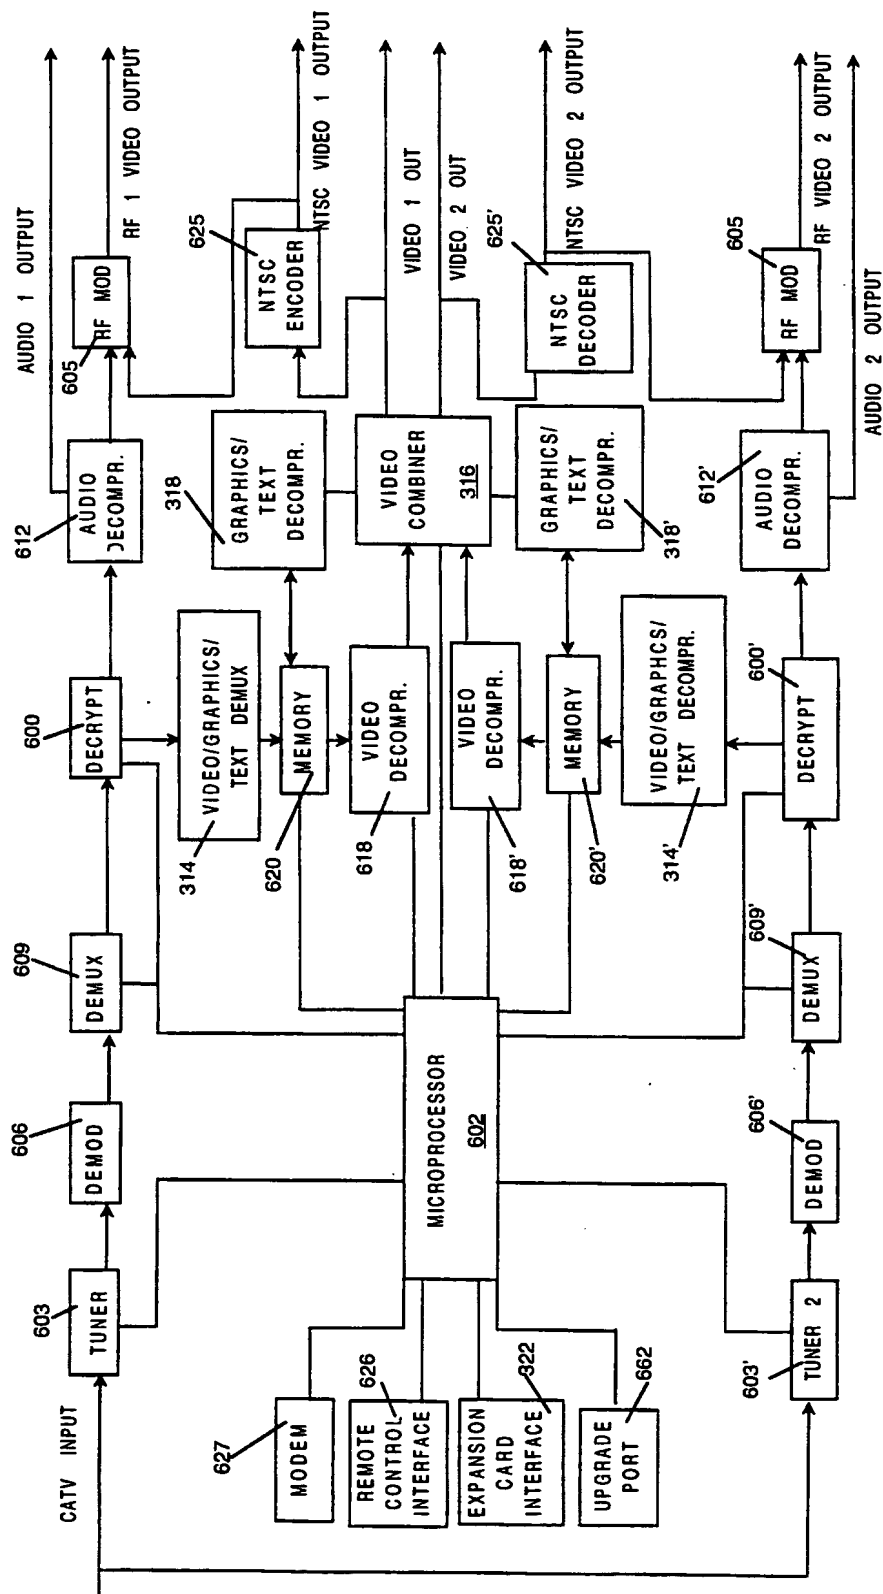 CATV INPUT
603
TUNER
606
DEMOD
609
DEMUX
600
DECRYPT
612
AUDIO
DECOMPR.
605
RF MOD
AUDIO 1 OUTPUT
RF 1 VIDEO OUTPUT
314
VIDEO/GRAPHICS/
TEXT DEMUX
318
GRAPHICS/
TEXT
DECOMPR.
625
NTSC
ENCODER
NTSC VIDEO 1 OUTPUT
620
MEMORY
618
VIDEO
DECOMPR.
VIDEO
COMBINER
316
VIDEO 1 OUT
VIDEO 2 OUT
627
MODEM
626
REMOTE
CONTROL
INTERFACE
322
EXPANSION
CARD
INTERFACE
662
UPGRADE
PORT
MICROPROCESSOR
602
618'
VIDEO
DECOMPR.
620'
MEMORY
318'
GRAPHICS/
TEXT
DECOMPR.
625'
NTSC
DECODER
NTSC VIDEO 2 OUTPUT
314'
VIDEO/GRAPHCS/
TEXT DECOMPR.
603'
TUNER 2
606'
DEMOD
609'
DEMUX
600'
DECRYPT
612'
AUDIO
DECOMPR.
605
RF MOD
RF VIDEO 2 OUTPUT
AUDIO 2 OUTPUT